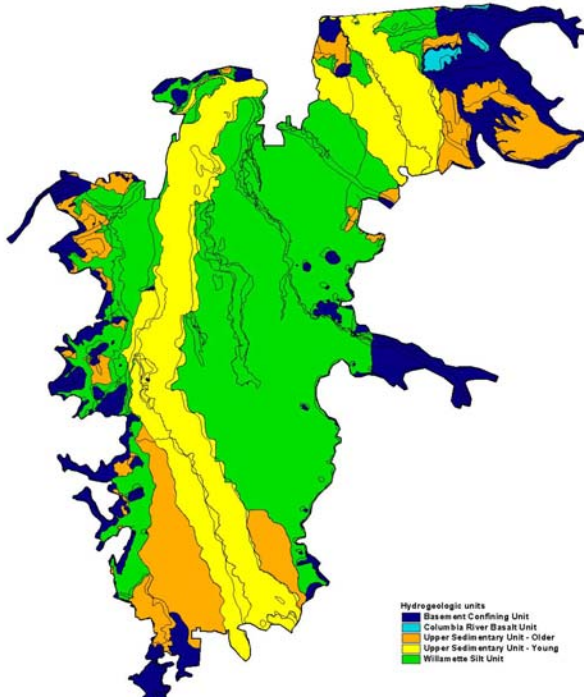 Hydrogeologic units
Basement Confining Unit
Columbia River Basalt Unit
Upper Sedimentary Unit - Older
Upper Sedimentary Unit - Young
Willamette Silt Unit